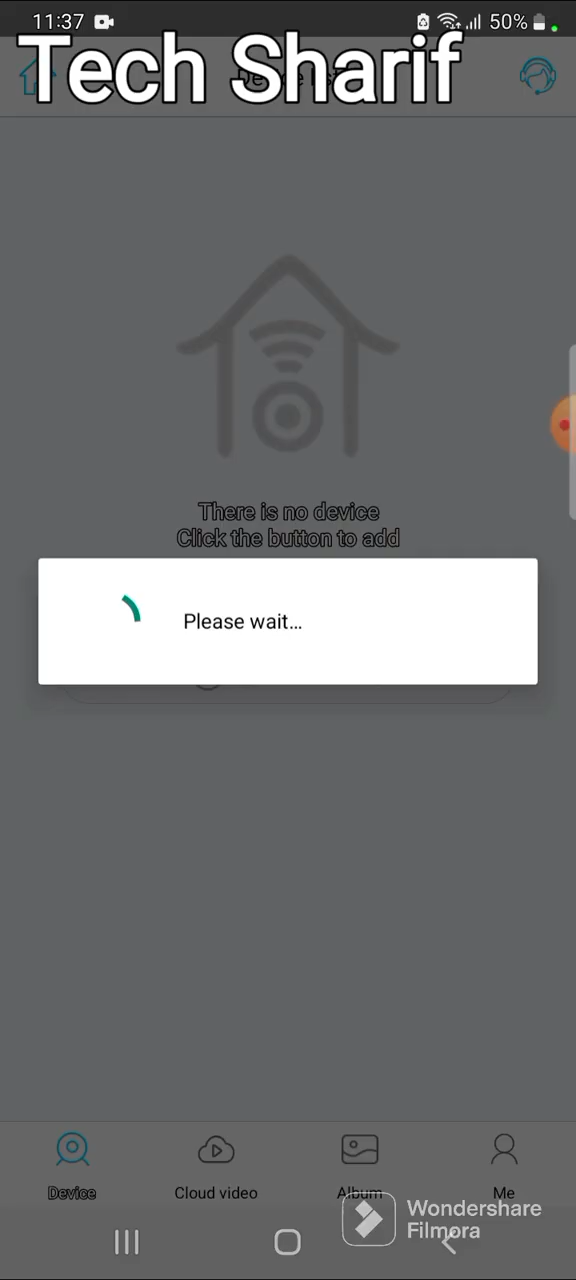 11:37
50%
Tech Sharif
There is no device
Click the button to add
Please wait...
Device
Cloud video
Album
Me
Wondershare
Filmora